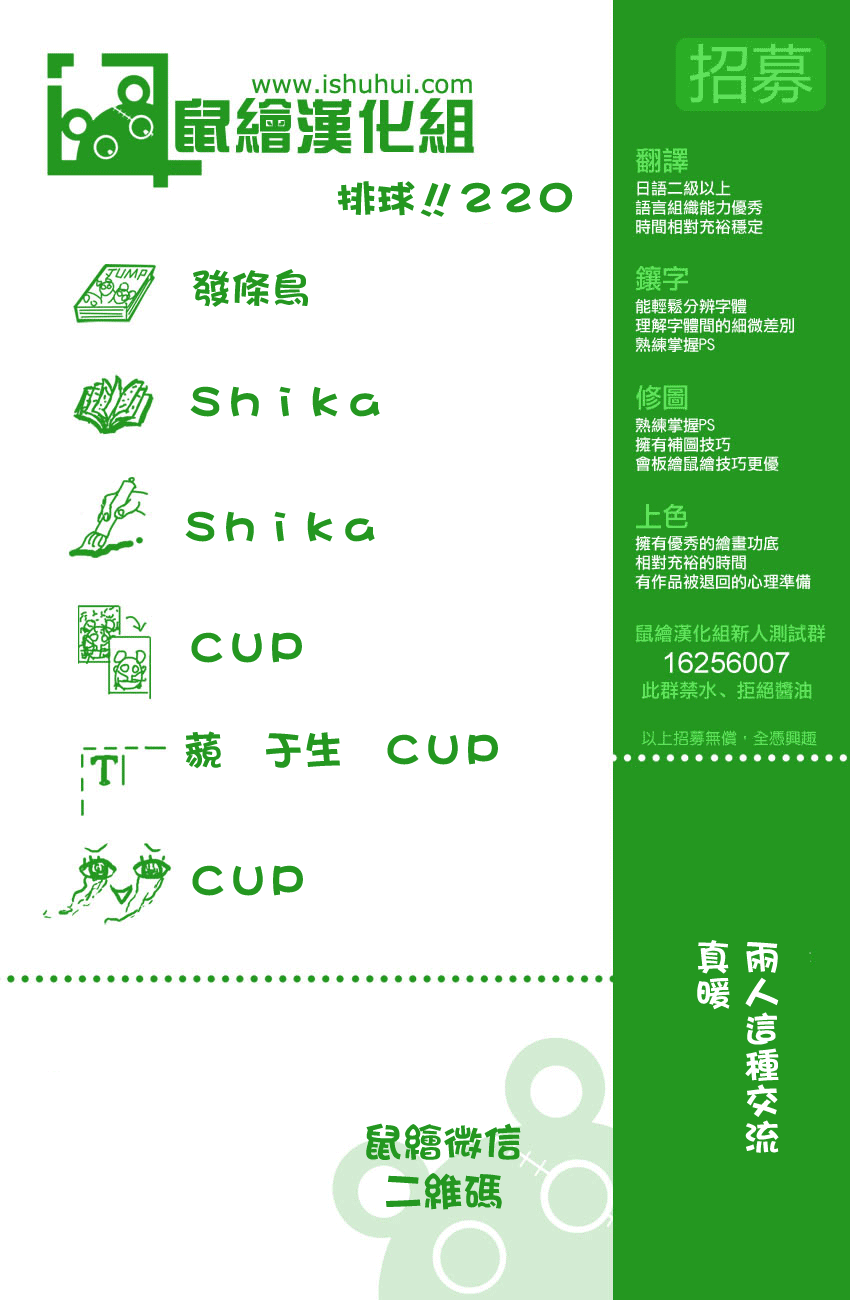 www.ishuhui.com
鼠繪漢化組
排球!!220
JUMP
發條鳥
Shika
Shika
cup
T
蘋 于生 cup
cup
鼠繪微信
二維碼
招募
翻譯
日語二級以上
語言組織能力優秀
時間相對充裕穩定
鑲字
能輕鬆分辨字體
理解字體間的細微差別
熟練掌握PS
修圖
熟練掌握PS
擁有補圖技巧
會板繪鼠繪技巧更優
上色
擁有優秀的繪畫功底
相對充裕的時間
有作品被退回的心理準備
鼠繪漢化組新人測試群
16256007
此群禁水、拒絕醬油
以上招募無償，全憑興趣
兩人這種交流
真暖